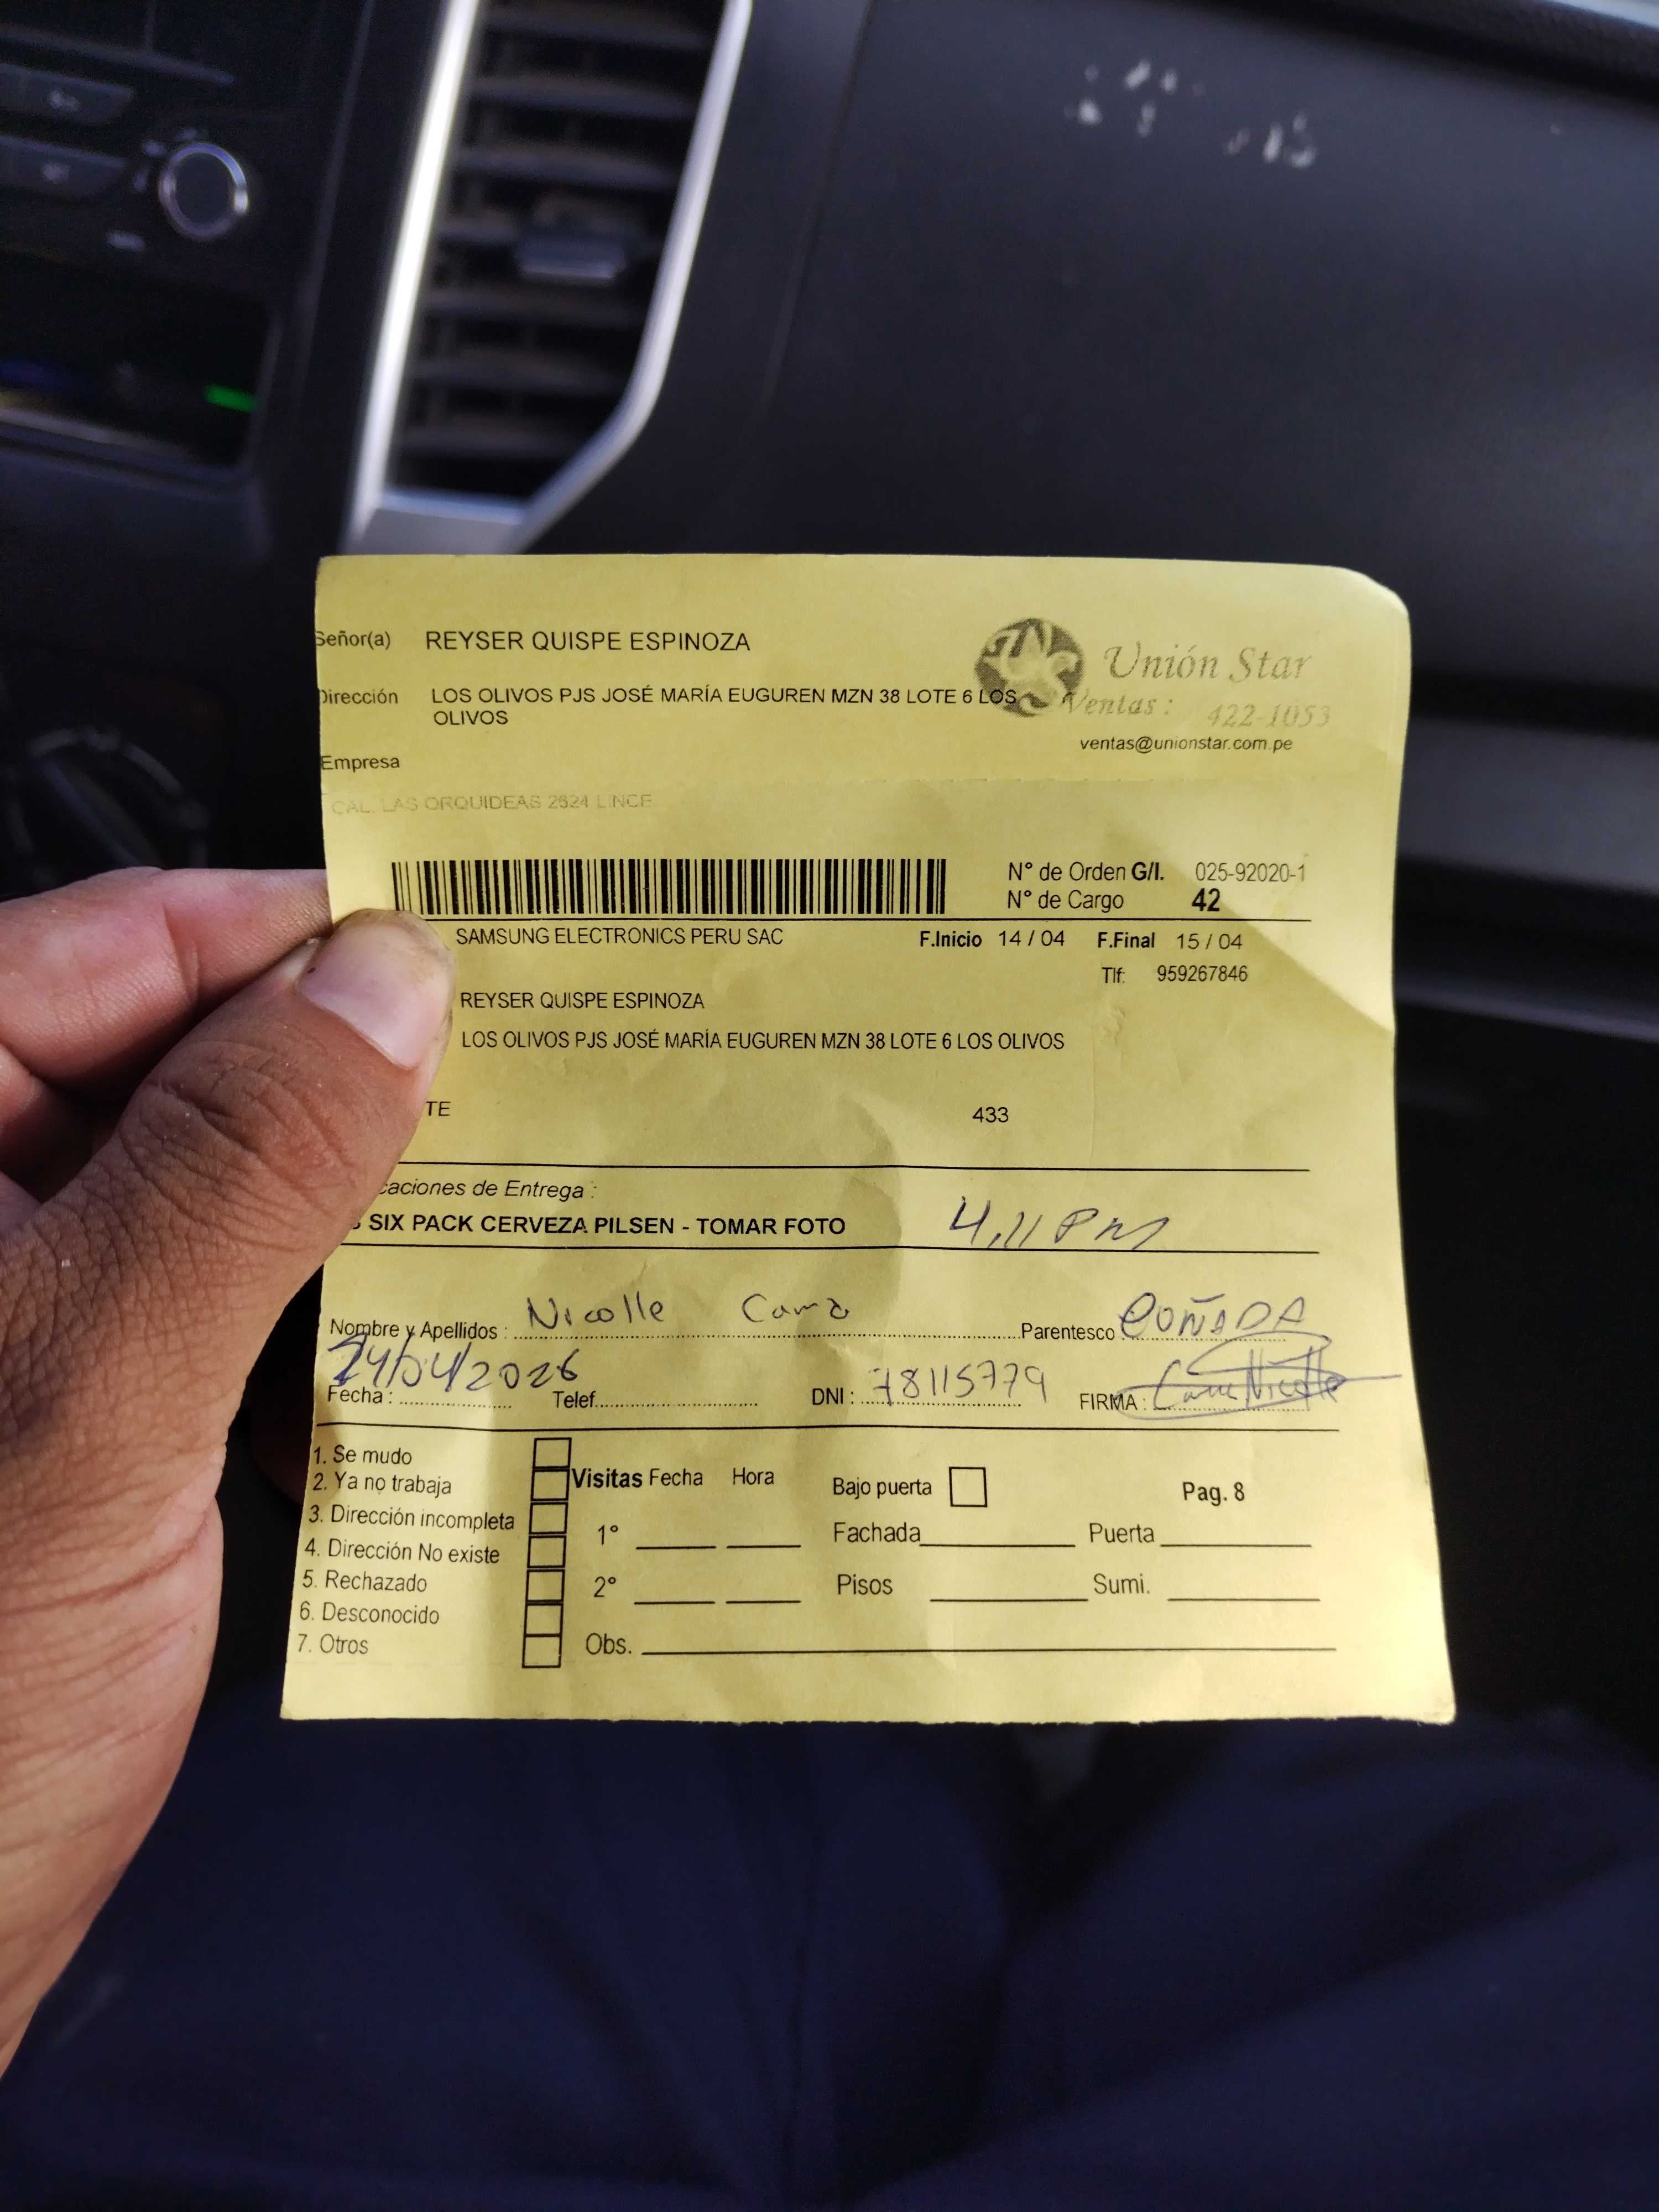 Señor(a) REYSER QUISPE ESPINOZA
Unión Star
Dirección LOS OLIVOS PJS JOSÉ MARÍA EUGUREN MZN 38 LOTE 6 LOS
OLIVOS
Ventas : 422-1053
ventas@unionstar.com.pe
Empresa
CAL. LAS ORQUIDEAS 2624 LINCE
N° de Orden G/I. 025-92020-1
N° de Cargo 42
SAMSUNG ELECTRONICS PERU SAC F.Inicio 14 / 04 F.Final 15 / 04
Tlf: 959267846
REYSER QUISPE ESPINOZA
LOS OLIVOS PJS JOSÉ MARÍA EUGUREN MZN 38 LOTE 6 LOS OLIVOS
TE 433
caciones de Entrega :
SIX PACK CERVEZA PILSEN - TOMAR FOTO 4,11 PM
Nombre y Apellidos : Nicolle Parentesco COÑADA
Fecha : /04/2026 Telef. DNI : 78115779 FIRMA : Nicolle
1. Se mudo
2. Ya no trabaja
3. Dirección incompleta
4. Dirección No existe
5. Rechazado
6. Desconocido
7. Otros
Visitas Fecha Hora Bajo puerta Pag. 8
1° Fachada Puerta
2° Pisos Sumi.
Obs.